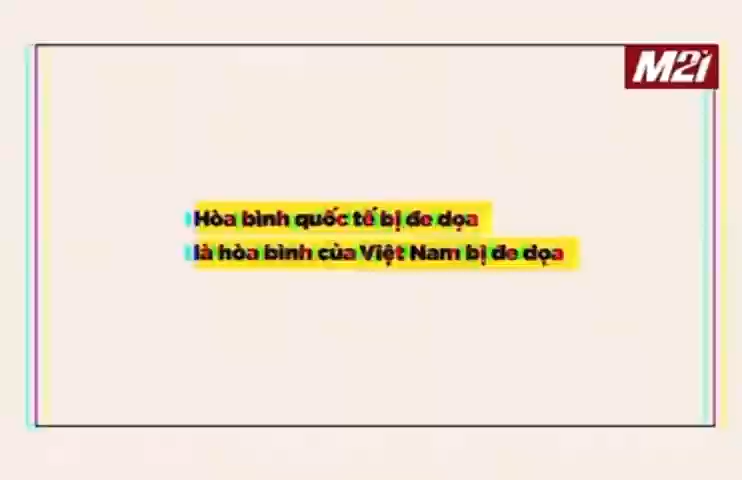 M2i
Hòa bình quốc tế bị đe dọa
là hòa bình của Việt Nam bị đe dọa